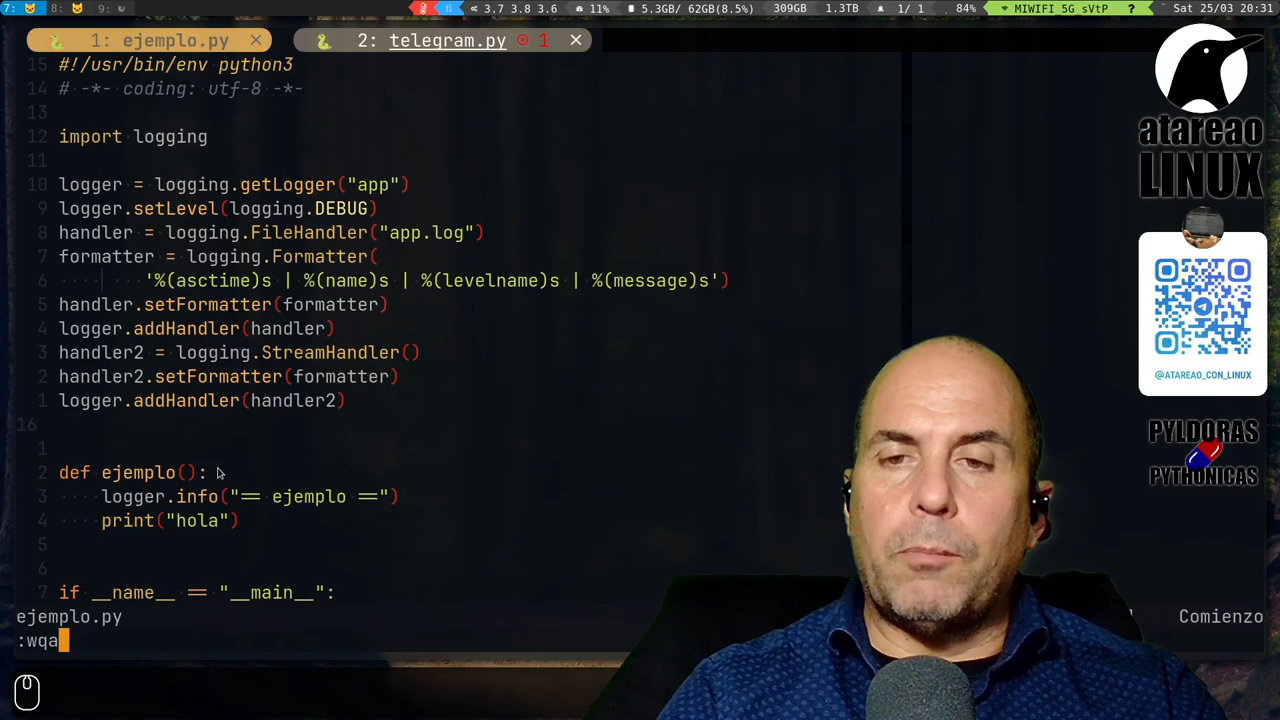 7: 8: 9: 3.7 3.8 3.6 11% 5.3GB/ 62GB(8.5%) 309GB 1.3TB 1/ 1 84% MIWIFI_5G_sVtP ? Sat 25/03 20:31
1: ejemplo.py ✕ 2: telegram.py 1 ✕
15 #!/usr/bin/env python3
14 # -*- coding: utf-8 -*-
13
12 import logging
11
10 logger = logging.getLogger("app")
9 logger.setLevel(logging.DEBUG)
8 handler = logging.FileHandler("app.log")
7 formatter = logging.Formatter(
6 '%(asctime)s | %(name)s | %(levelname)s | %(message)s')
5 handler.setFormatter(formatter)
4 logger.addHandler(handler)
3 handler2 = logging.StreamHandler()
2 handler2.setFormatter(formatter)
1 logger.addHandler(handler2)
16
1
2 def ejemplo():
3 logger.info("== ejemplo ==")
4 print("hola")
5
6
7 if __name__ == "__main__":
ejemplo.py Comienzo
:wqa
atareao
LINUX
@ATAREAO_CON_LINUX
PYLDORAS
PYTHONICAS